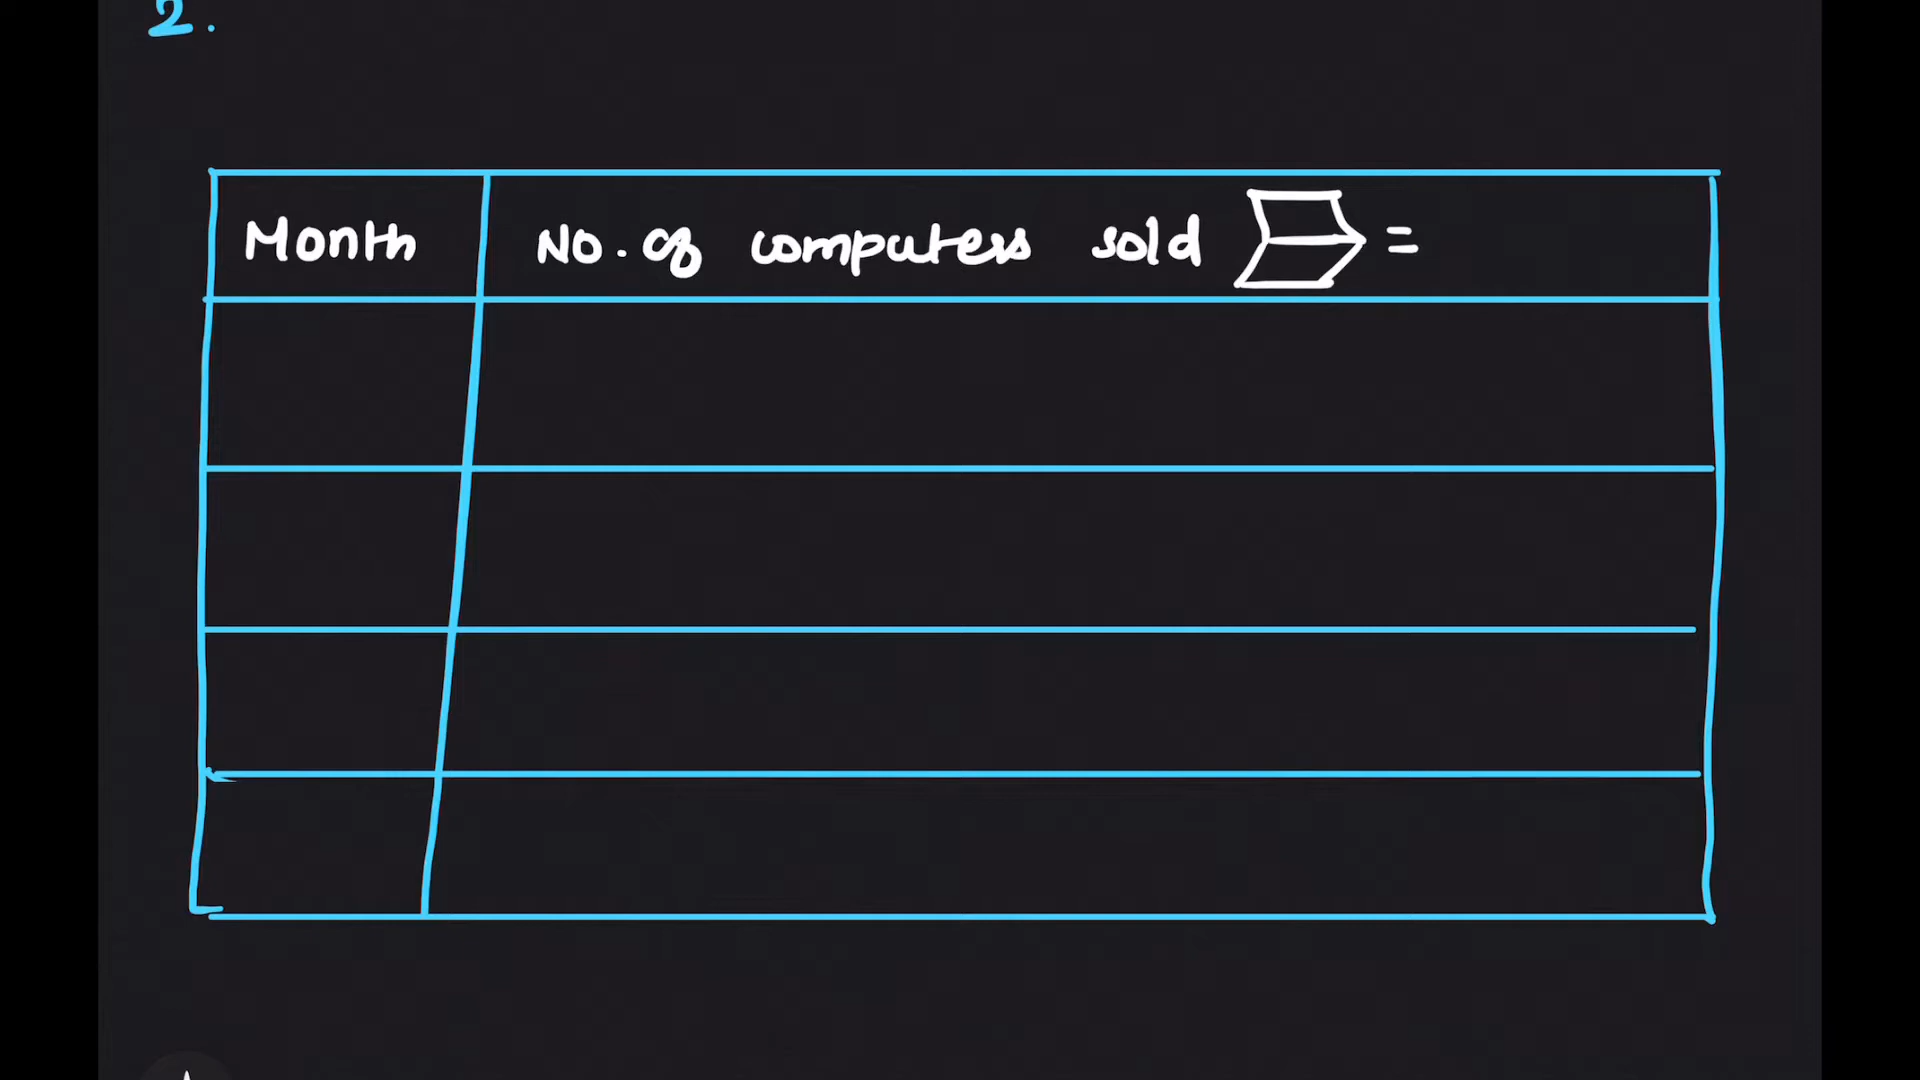 2.
Month No. of computers sold =